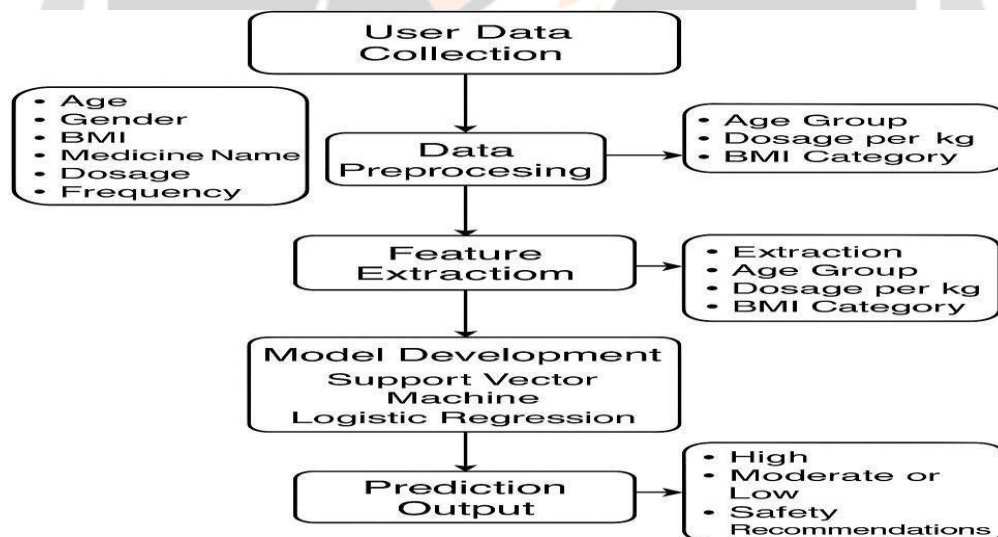 User Data
Collection
• Age
• Gender
• BMI
• Medicine Name
• Dosage
• Frequency
Data
Preprocesing
• Age Group
• Dosage per kg
• BMI Category
Feature
Extractiom
• Extraction
• Age Group
• Dosage per kg
• BMI Category
Model Development
Support Vector
Machine
Logistic Regression
Prediction
Output
• High
• Moderate or
Low
• Safety
Recommendations